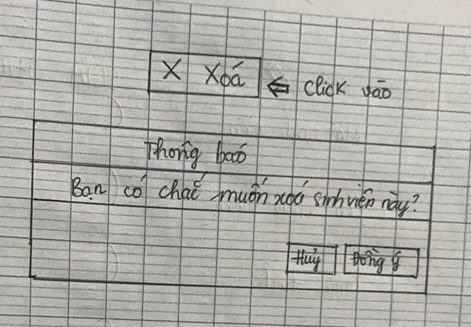 X Xoá ⇐ click vào
Thông báo
Bạn có chắc muốn xoá sinh viên này?
Huỷ Đồng ý